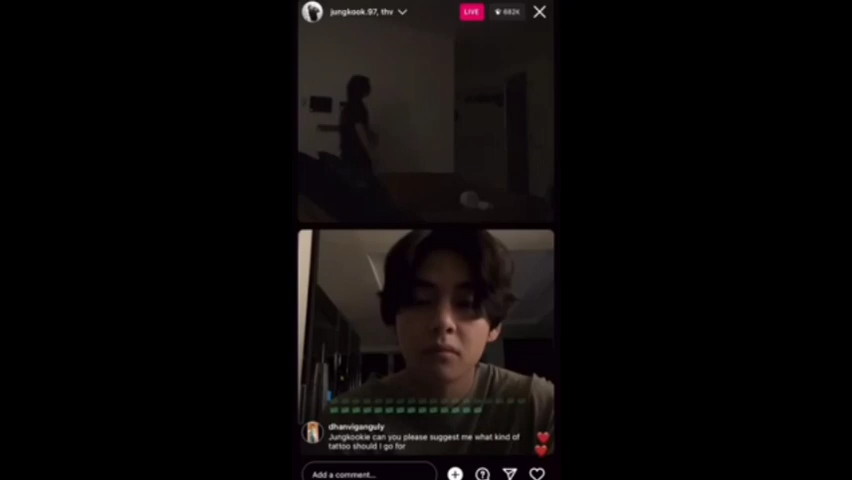 jungkook.97, thv
LIVE
682K
dhanviganguly
Jungkookie can you please suggest me what kind of
tattoo should I go for
Add a comment...